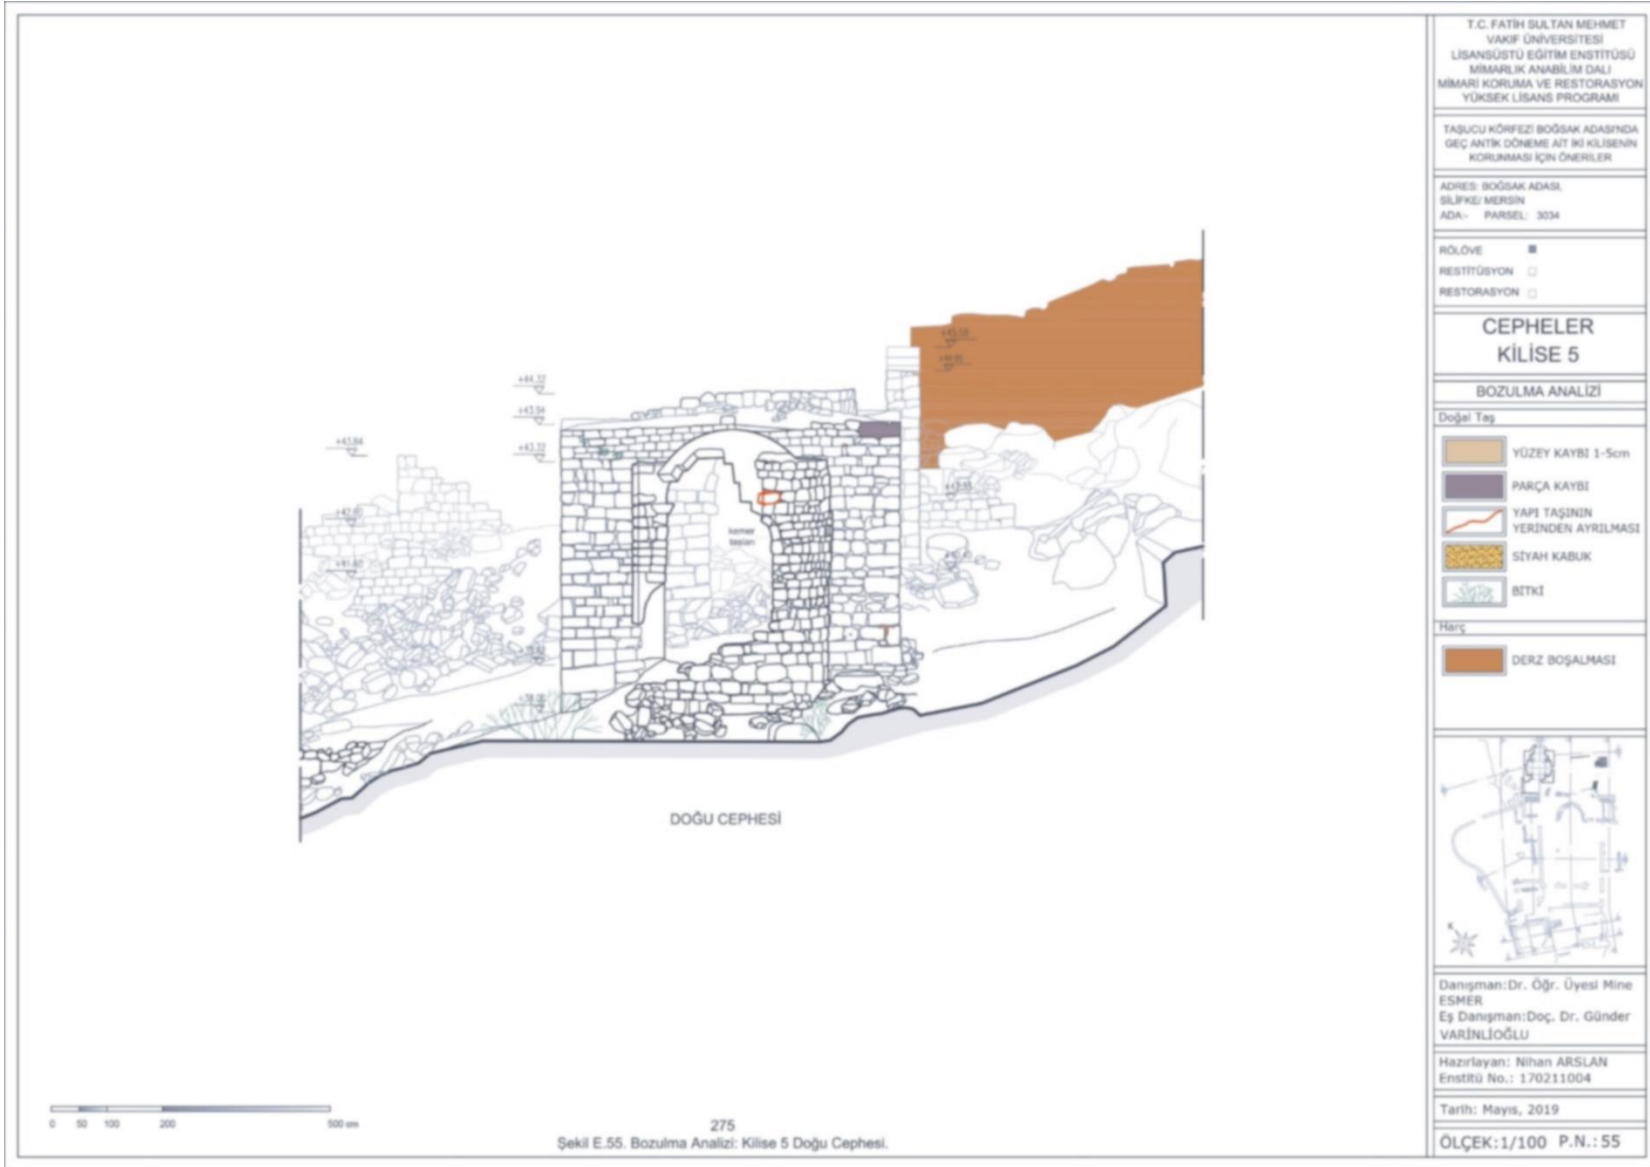 T.C. FATİH SULTAN MEHMET
VAKIF ÜNİVERSİTESİ
LİSANSÜSTÜ EĞİTİM ENSTİTÜSÜ
MİMARLIK ANABİLİM DALI
MİMARİ KORUMA VE RESTORASYON
YÜKSEK LİSANS PROGRAMI
TAŞUCU KÖRFEZİ BOĞSAK ADASI'NDA
GEÇ ANTİK DÖNEME AİT İKİ KİLİSENİN
KORUNMASI İÇİN ÖNERİLER
ADRES: BOĞSAK ADASI,
SİLİFKE/ MERSİN
ADA:- PARSEL: 3034
RÖLÖVE
RESTİTÜSYON
RESTORASYON
CEPHELER
KİLİSE 5
BOZULMA ANALİZİ
Doğal Taş
YÜZEY KAYBI 1-5cm
PARÇA KAYBI
YAPI TAŞININ
YERİNDEN AYRILMASI
SİYAH KABUK
BİTKİ
Harç
DERZ BOŞALMASI
K
Danışman:Dr. Öğr. Üyesi Mine
ESMER
Eş Danışman:Doç. Dr. Günder
VARİNLİOĞLU
Hazırlayan: Nihan ARSLAN
Enstitü No.: 170211004
Tarih: Mayıs, 2019
ÖLÇEK:1/100 P.N.: 55
+44.32
+43.94
+43.84
+43.32
kemer
taşları
DOĞU CEPHESİ
0 50 100 200 500 cm
275
Şekil E.55. Bozulma Analizi: Kilise 5 Doğu Cephesi.